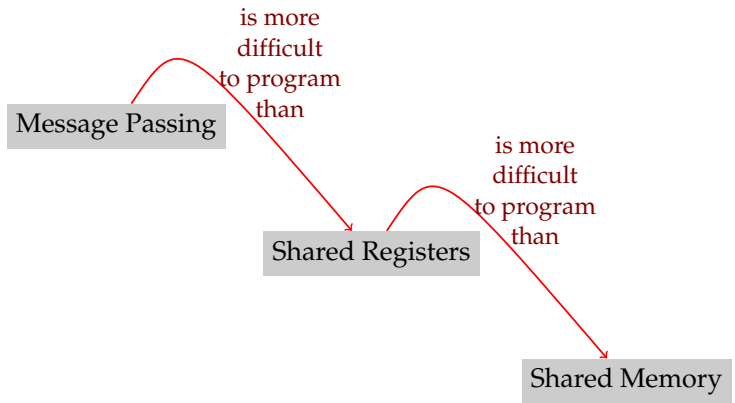 is more
difficult
to program
than
Message Passing
is more
difficult
to program
than
Shared Registers
Shared Memory